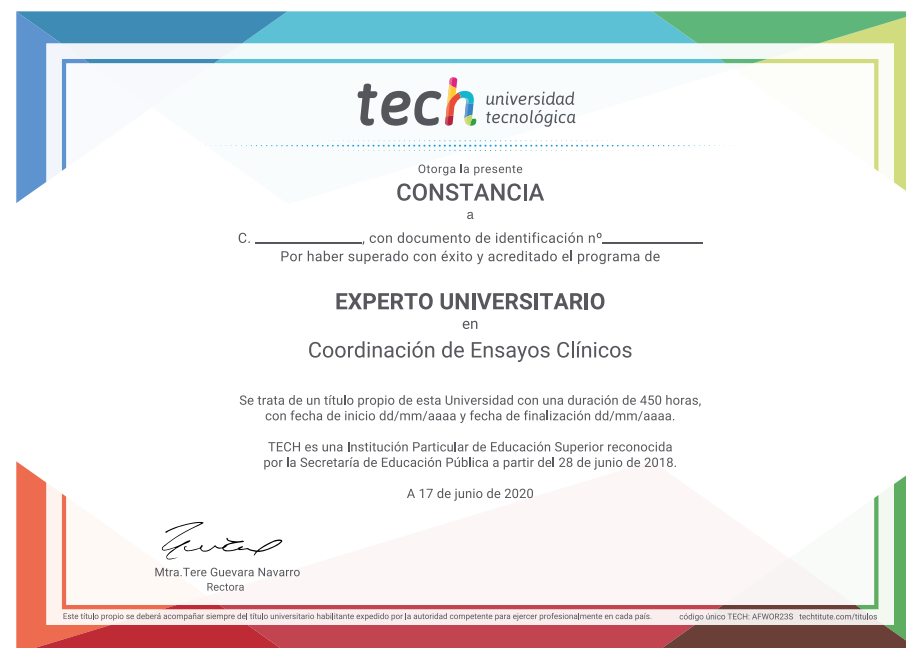 tech universidad
tecnológica
Otorga la presente
CONSTANCIA
a
C. ____________, con documento de identificación nº____________
Por haber superado con éxito y acreditado el programa de
EXPERTO UNIVERSITARIO
en
Coordinación de Ensayos Clínicos
Se trata de un título propio de esta Universidad con una duración de 450 horas,
con fecha de inicio dd/mm/aaaa y fecha de finalización dd/mm/aaaa.
TECH es una Institución Particular de Educación Superior reconocida
por la Secretaría de Educación Pública a partir del 28 de junio de 2018.
A 17 de junio de 2020
Mtra.Tere Guevara Navarro
Rectora
Este título propio se deberá acompañar siempre del título universitario habilitante expedido por la autoridad competente para ejercer profesionalmente en cada país. código único TECH: AFWOR23S techtitute.com/titulos